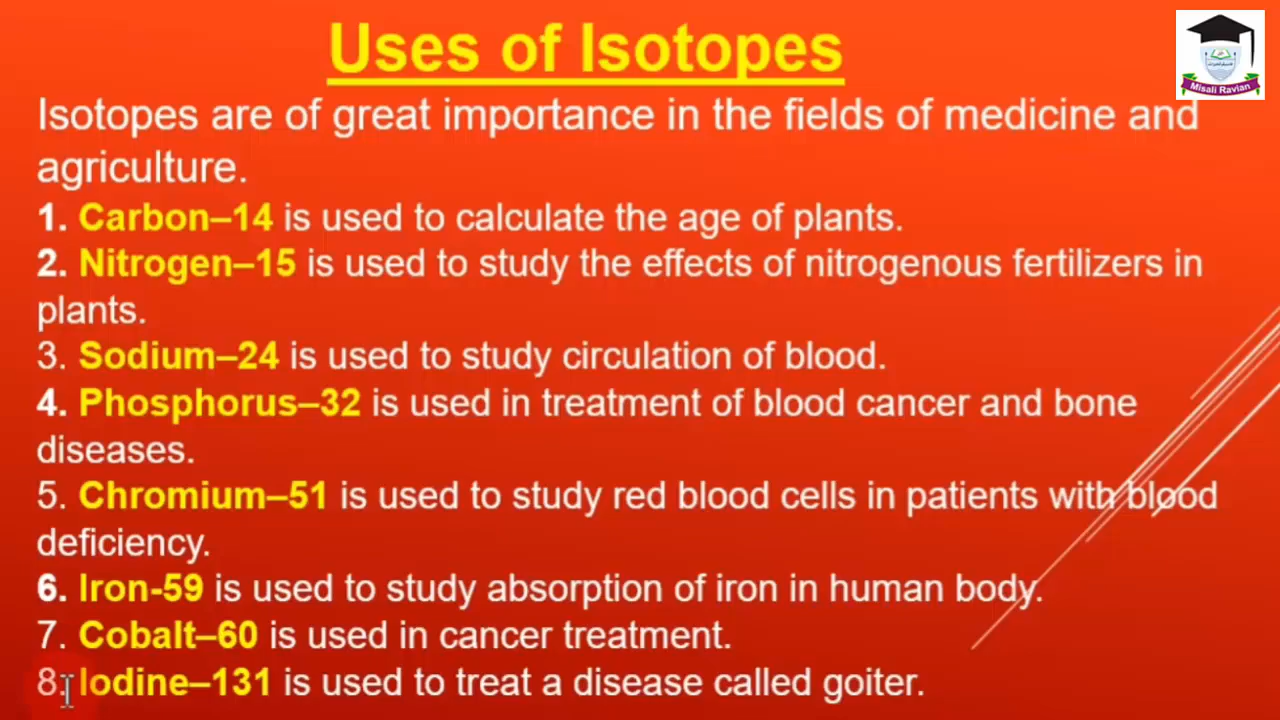 Uses of Isotopes
Misali Ravian
Isotopes are of great importance in the fields of medicine and
agriculture.
1. Carbon–14 is used to calculate the age of plants.
2. Nitrogen–15 is used to study the effects of nitrogenous fertilizers in
plants.
3. Sodium–24 is used to study circulation of blood.
4. Phosphorus–32 is used in treatment of blood cancer and bone
diseases.
5. Chromium–51 is used to study red blood cells in patients with blood
deficiency.
6. Iron-59 is used to study absorption of iron in human body.
7. Cobalt–60 is used in cancer treatment.
8. Iodine–131 is used to treat a disease called goiter.